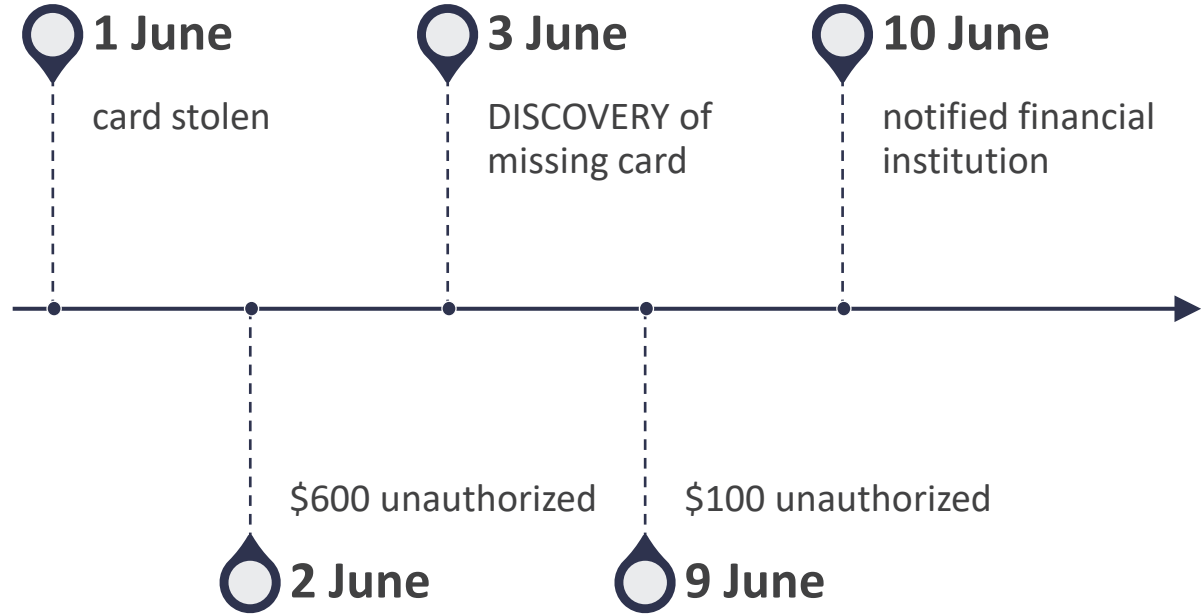 1 June
card stolen
3 June
DISCOVERY of
missing card
10 June
notified financial
institution
$600 unauthorized
2 June
$100 unauthorized
9 June